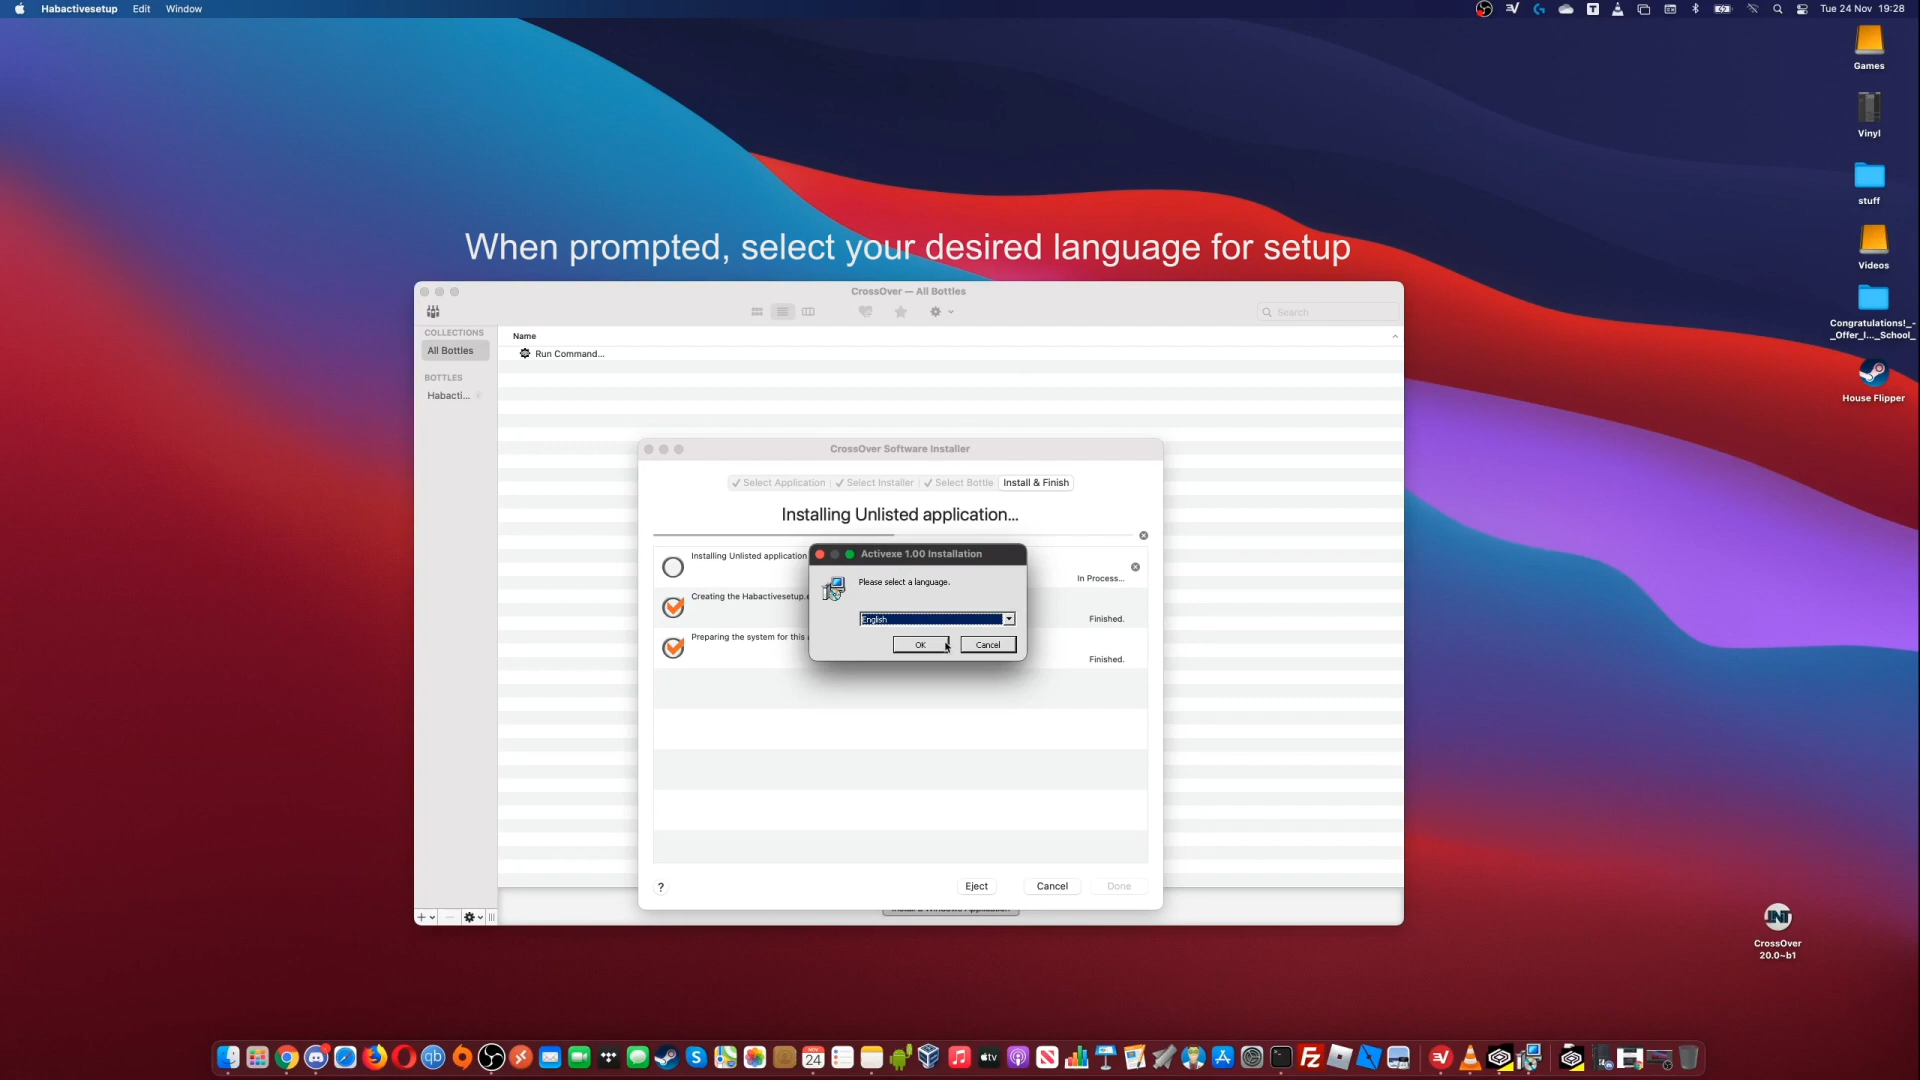 Habactivesetup Edit Window
Tue 24 Nov 19:28
Games
Vinyl
stuff
Videos
Congratulations!_-
_Offer_I..._School_
House Flipper
When prompted, select your desired language for setup
CrossOver — All Bottles
Search
COLLECTIONS
All Bottles
BOTTLES
Habacti...
Name
Run Command...
CrossOver Software Installer
Select Application Select Installer Select Bottle Install & Finish
Installing Unlisted application...
Installing Unlisted application
In Process...
Creating the Habactivesetup.e
Finished.
Preparing the system for this
Finished.
Activexe 1.00 Installation
Please select a language.
English
OK Cancel
? Eject Cancel Done
CrossOver
20.0~b1
NOV
24